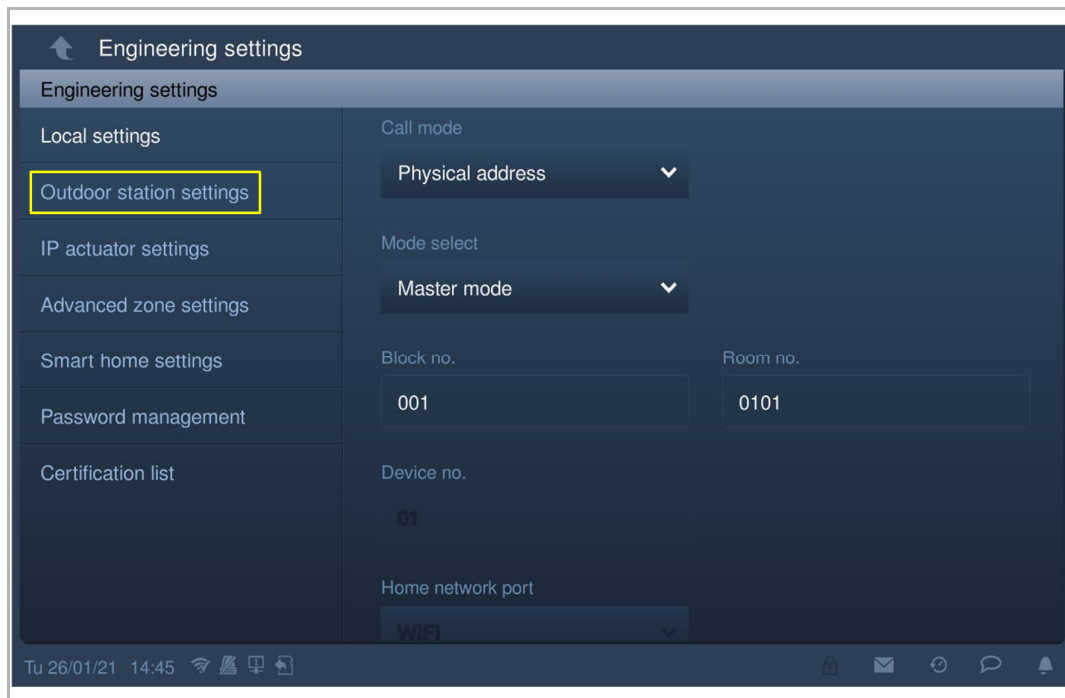 Engineering settings
Engineering settings
Local settings
Outdoor station settings
IP actuator settings
Advanced zone settings
Smart home settings
Password management
Certification list
Call mode
Physical address
Mode select
Master mode
Block no. Room no.
001 0101
Device no.
01
Home network port
WIFI
Tu 26/01/21 14:45